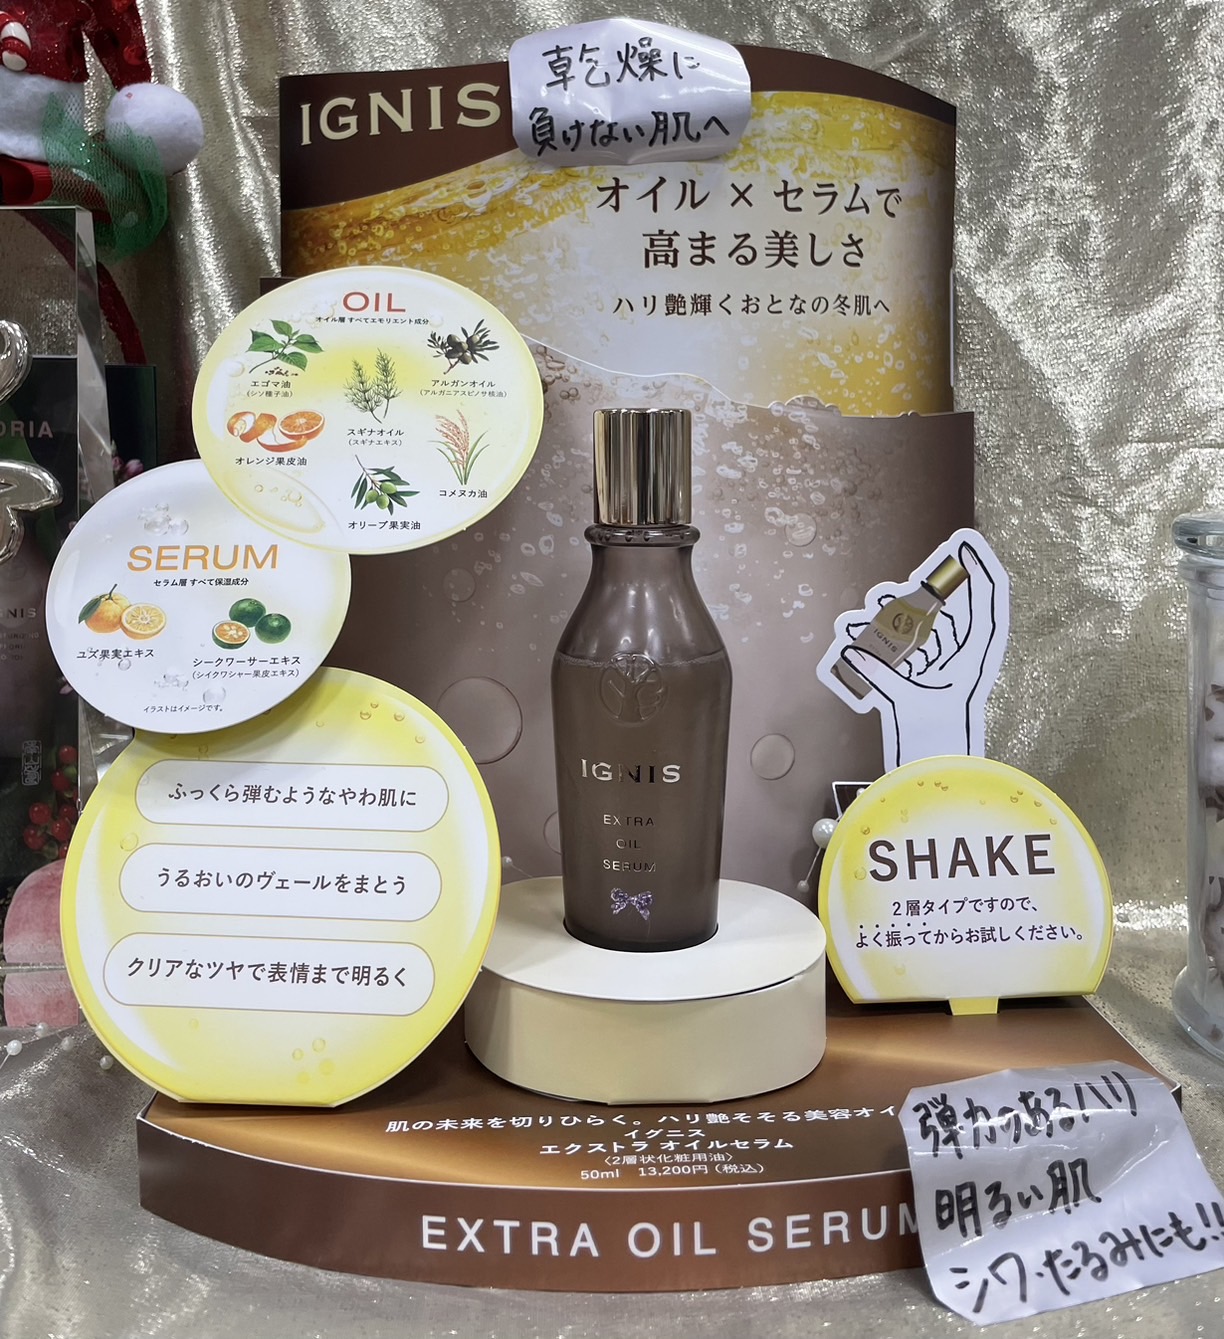 IGNIS
乾燥に
負けない肌へ
オイル × セラムで
高まる美しさ
ハリ艶輝くおとなの冬肌へ
OIL
オイル層 すべてエモリエント成分
エゴマ油
(シソ種子油)
アルガンオイル
(アルガニアスピノサ核油)
スギナオイル
(スギナエキス)
オレンジ果皮油
コメヌカ油
オリーブ果実油
SERUM
セラム層 すべて保湿成分
ユズ果実エキス
シークワーサーエキス
(シイクワシャー果皮エキス)
イラストはイメージです。
ふっくら弾むようなやわ肌に
うるおいのヴェールをまとう
クリアなツヤで表情まで明るく
IGNIS
EXTRA
OIL
SERUM
IGNIS
SHAKE
2層タイプですので、
よく振ってからお試しください。
肌の未来を切りひらく。ハリ艶そそる美容オイ
イグニス
エクストラ オイルセラム
〈2層状化粧用油〉
50ml 13,200円（税込）
EXTRA OIL SERUM
弾力のあるハリ
明るい肌
シワ・たるみにも!!